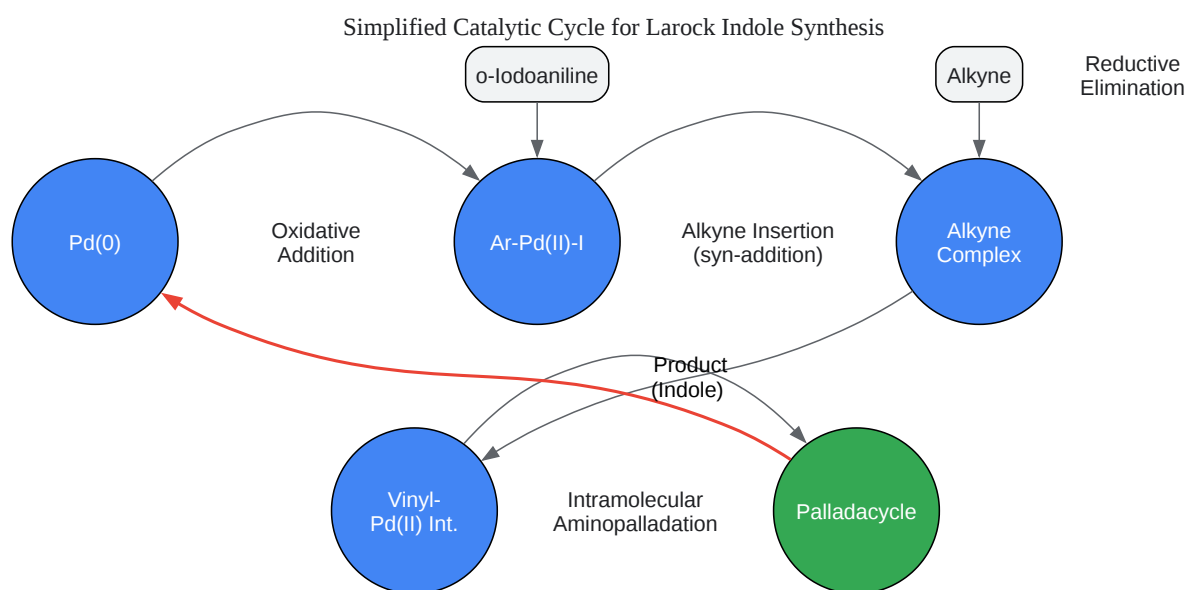 Simplified Catalytic Cycle for Larock Indole Synthesis
o-Iodoaniline
Alkyne
Reductive
Elimination
Pd(0)
Oxidative
Addition
Ar-Pd(II)-I
Alkyne Insertion
(syn-addition)
Alkyne
Complex
Product
(Indole)
Vinyl-
Pd(II) Int.
Intramolecular
Aminopalladation
Palladacycle